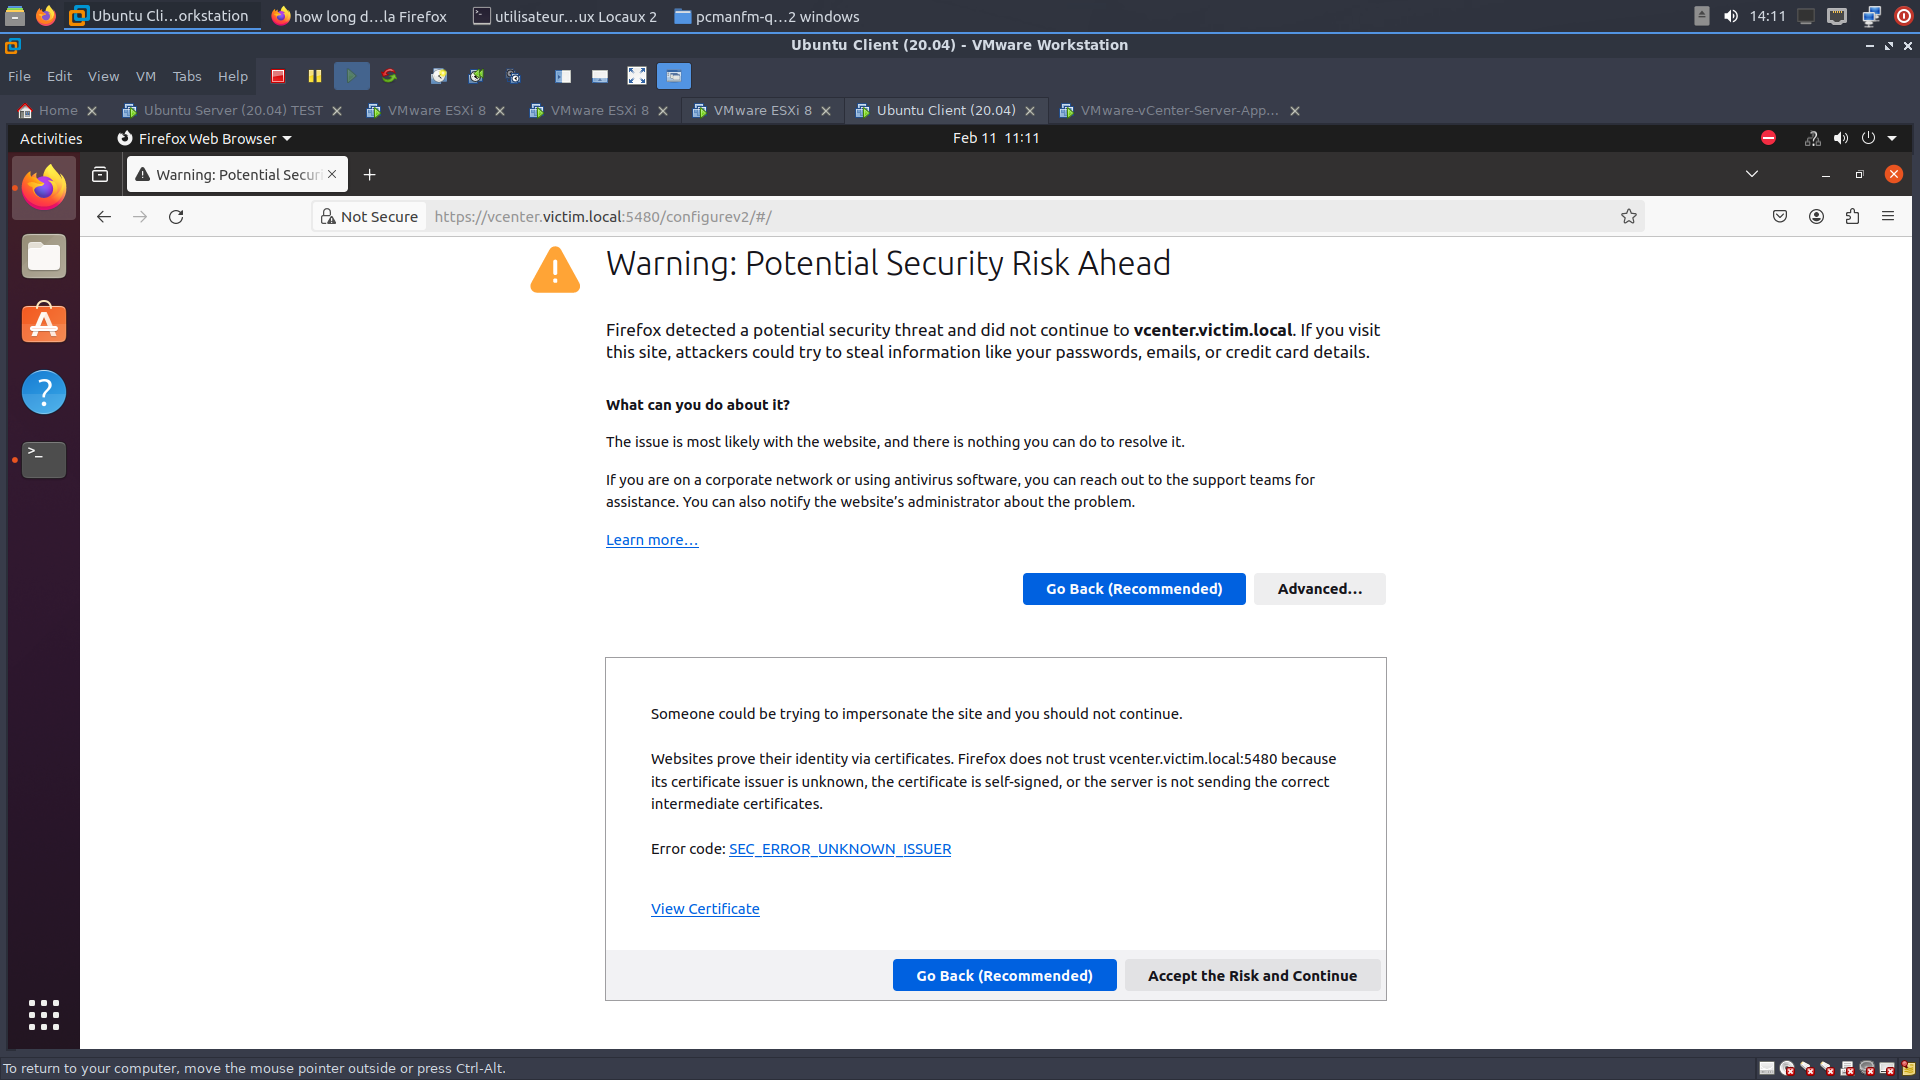 Ubuntu Cli...orkstation
how long d...la Firefox
utilisateur...ux Locaux 2
pcmanfm-q...2 windows
14:11
Ubuntu Client (20.04) - VMware Workstation
File Edit View VM Tabs Help
Home
Ubuntu Server (20.04) TEST
VMware ESXi 8
VMware ESXi 8
VMware ESXi 8
Ubuntu Client (20.04)
VMware-vCenter-Server-App...
Activities
Firefox Web Browser
Feb 11 11:11
Warning: Potential Securi
Not Secure
https://vcenter.victim.local:5480/configurev2/#/
Warning: Potential Security Risk Ahead
Firefox detected a potential security threat and did not continue to vcenter.victim.local. If you visit
this site, attackers could try to steal information like your passwords, emails, or credit card details.
What can you do about it?
The issue is most likely with the website, and there is nothing you can do to resolve it.
If you are on a corporate network or using antivirus software, you can reach out to the support teams for
assistance. You can also notify the website’s administrator about the problem.
Learn more…
Go Back (Recommended)
Advanced…
Someone could be trying to impersonate the site and you should not continue.
Websites prove their identity via certificates. Firefox does not trust vcenter.victim.local:5480 because
its certificate issuer is unknown, the certificate is self-signed, or the server is not sending the correct
intermediate certificates.
Error code: SEC_ERROR_UNKNOWN_ISSUER
View Certificate
Go Back (Recommended)
Accept the Risk and Continue
To return to your computer, move the mouse pointer outside or press Ctrl-Alt.